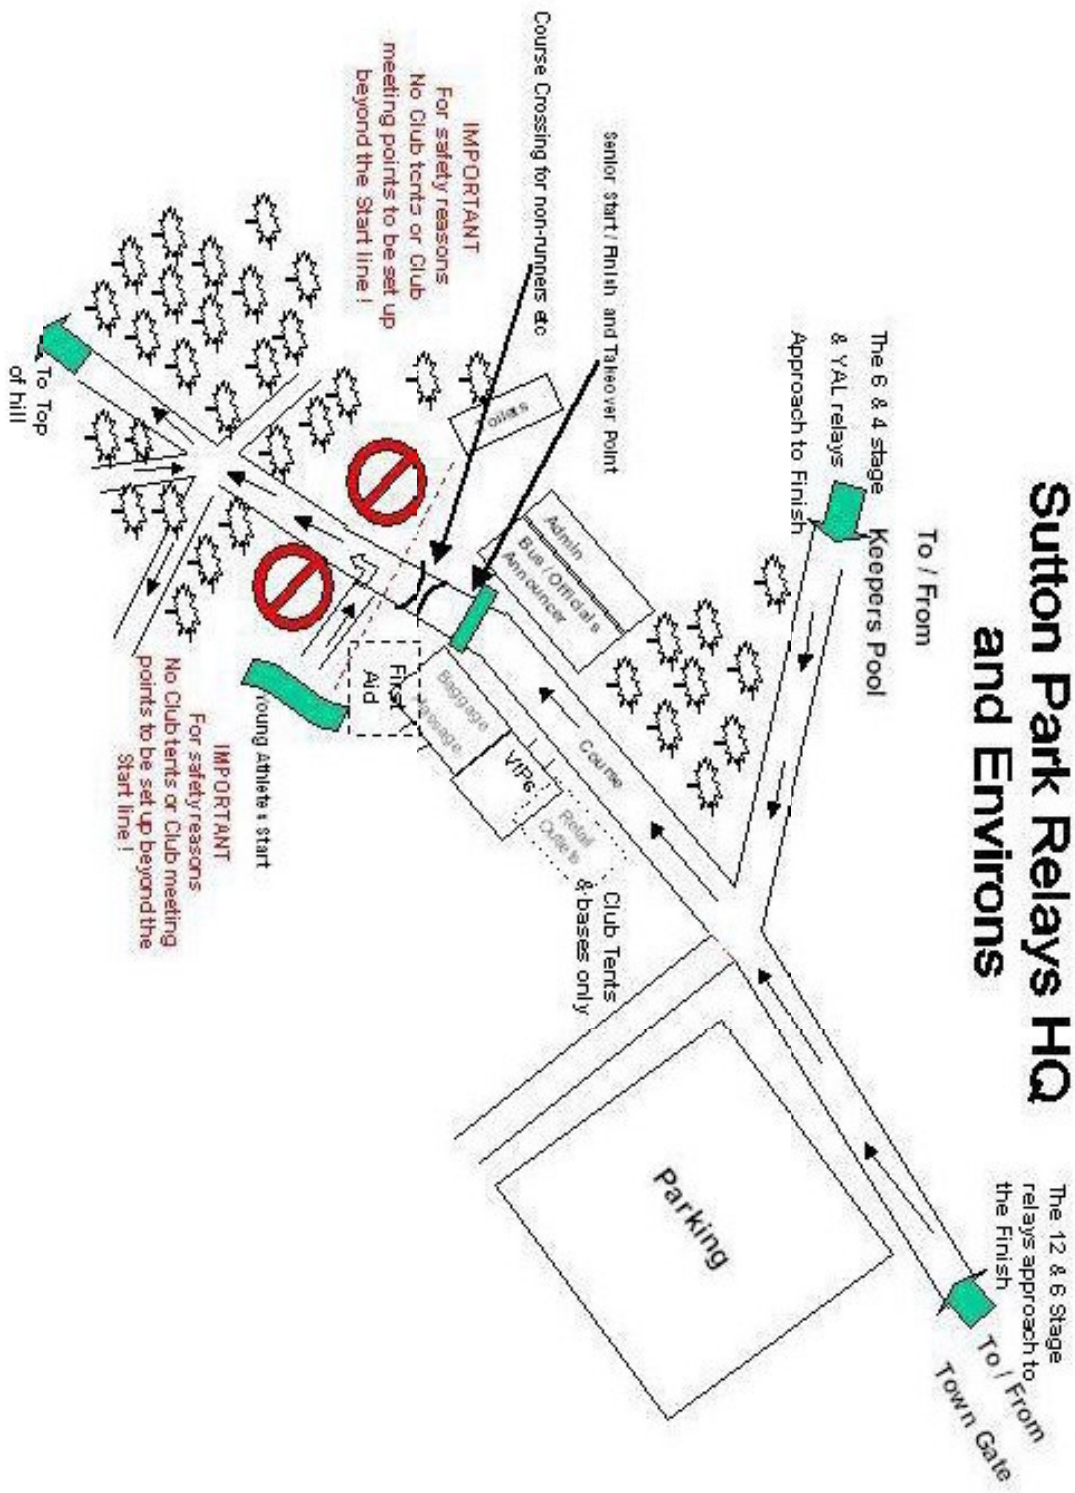 Sutton Park Relays HQ
and Environs
The 12 & 6 Stage
relays approach to
the Finish
To / From
Town Gate
To / From
Keepers Pool
The 6 & 4 stage
& YAL relays
Approach to Finish
Senior Start / Finish and Takeover Point
Course Crossing for non-runners etc
IMPORTANT
For safety reasons
No Club tents or Club
meeting points to be set up
beyond the Start line !
oilets
Admin
Bus / Officials
Announcer
Course
Parking
Club Tents
& bases only
Retail
VIPs
Baggage
Massage
First
Aid
Young Athletes Start
IMPORTANT
For safety reasons
No Club tents or Club meeting
points to be set up beyond the
Start line !
To Top
of hill